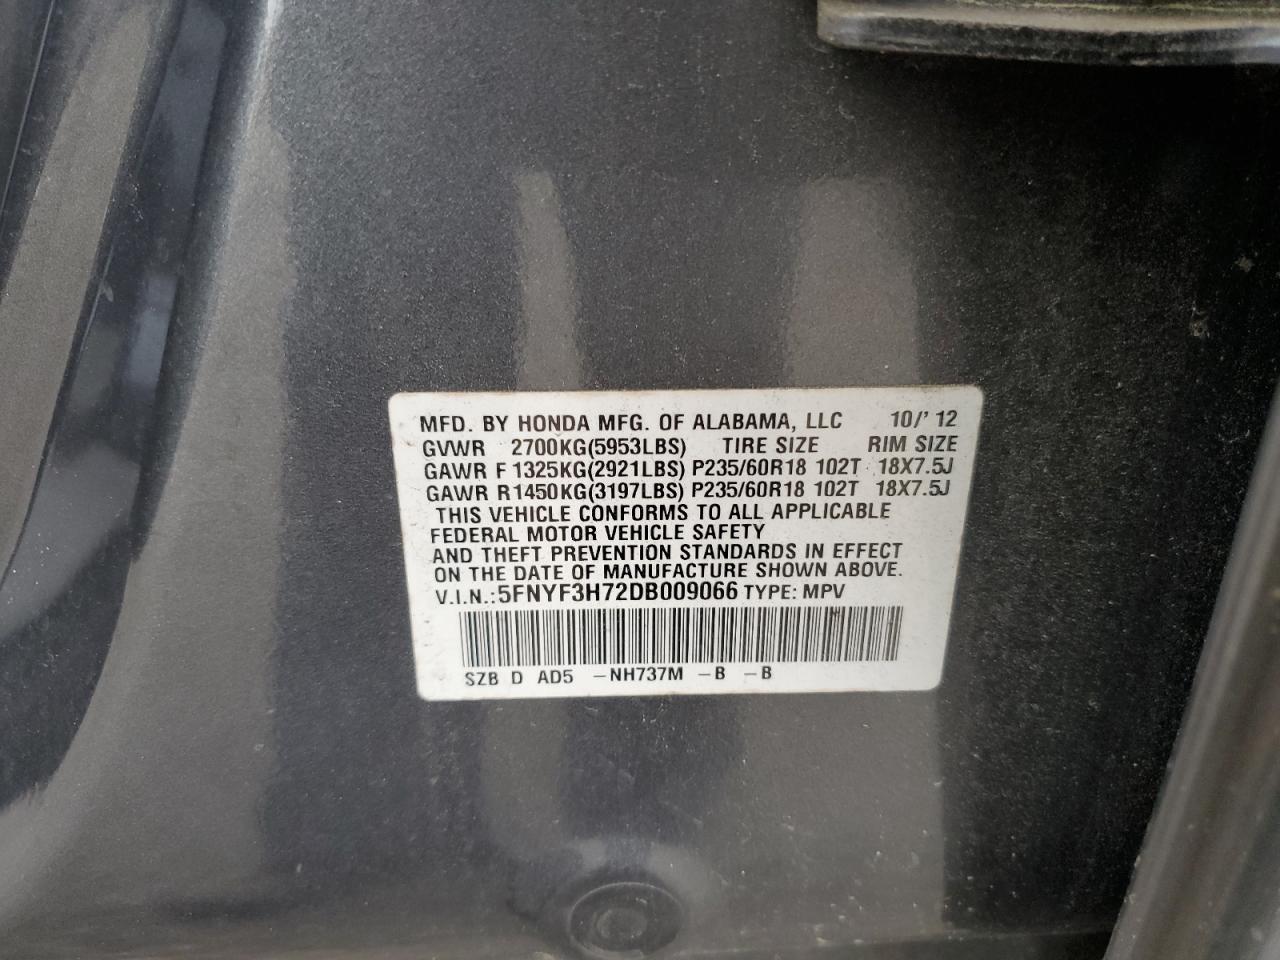 MFD. BY HONDA MFG. OF ALABAMA, LLC 10/'12
GVWR 2700KG(5953LBS) TIRE SIZE RIM SIZE
GAWR F 1325KG(2921LBS) P235/60R18 102T 18X7.5J
GAWR R1450KG(3197LBS) P235/60R18 102T 18X7.5J
THIS VEHICLE CONFORMS TO ALL APPLICABLE
FEDERAL MOTOR VEHICLE SAFETY
AND THEFT PREVENTION STANDARDS IN EFFECT
ON THE DATE OF MANUFACTURE SHOWN ABOVE.
V.I.N.:5FNYF3H72DB009066 TYPE: MPV
SZB D AD5 -NH737M -B -B